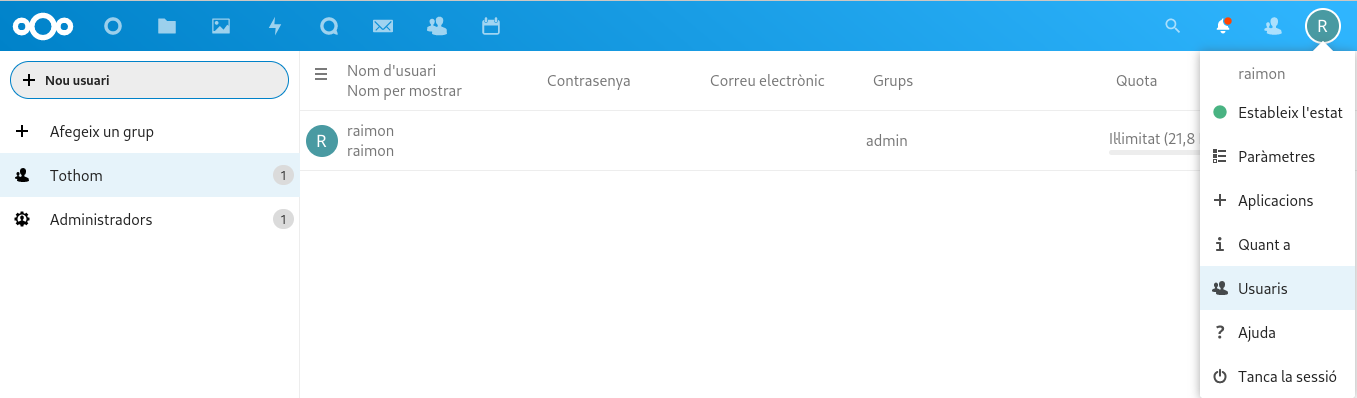 R
Nou usuari
Afegeix un grup
Tothom 1
Administradors 1
Nom d'usuari
Nom per mostrar
Contrasenya
Correu electrònic
Grups
Quota
R
raimon
raimon
admin
Il·limitat (21,8
raimon
Estableix l'estat
Paràmetres
Aplicacions
Quant a
Usuaris
Ajuda
Tanca la sessió